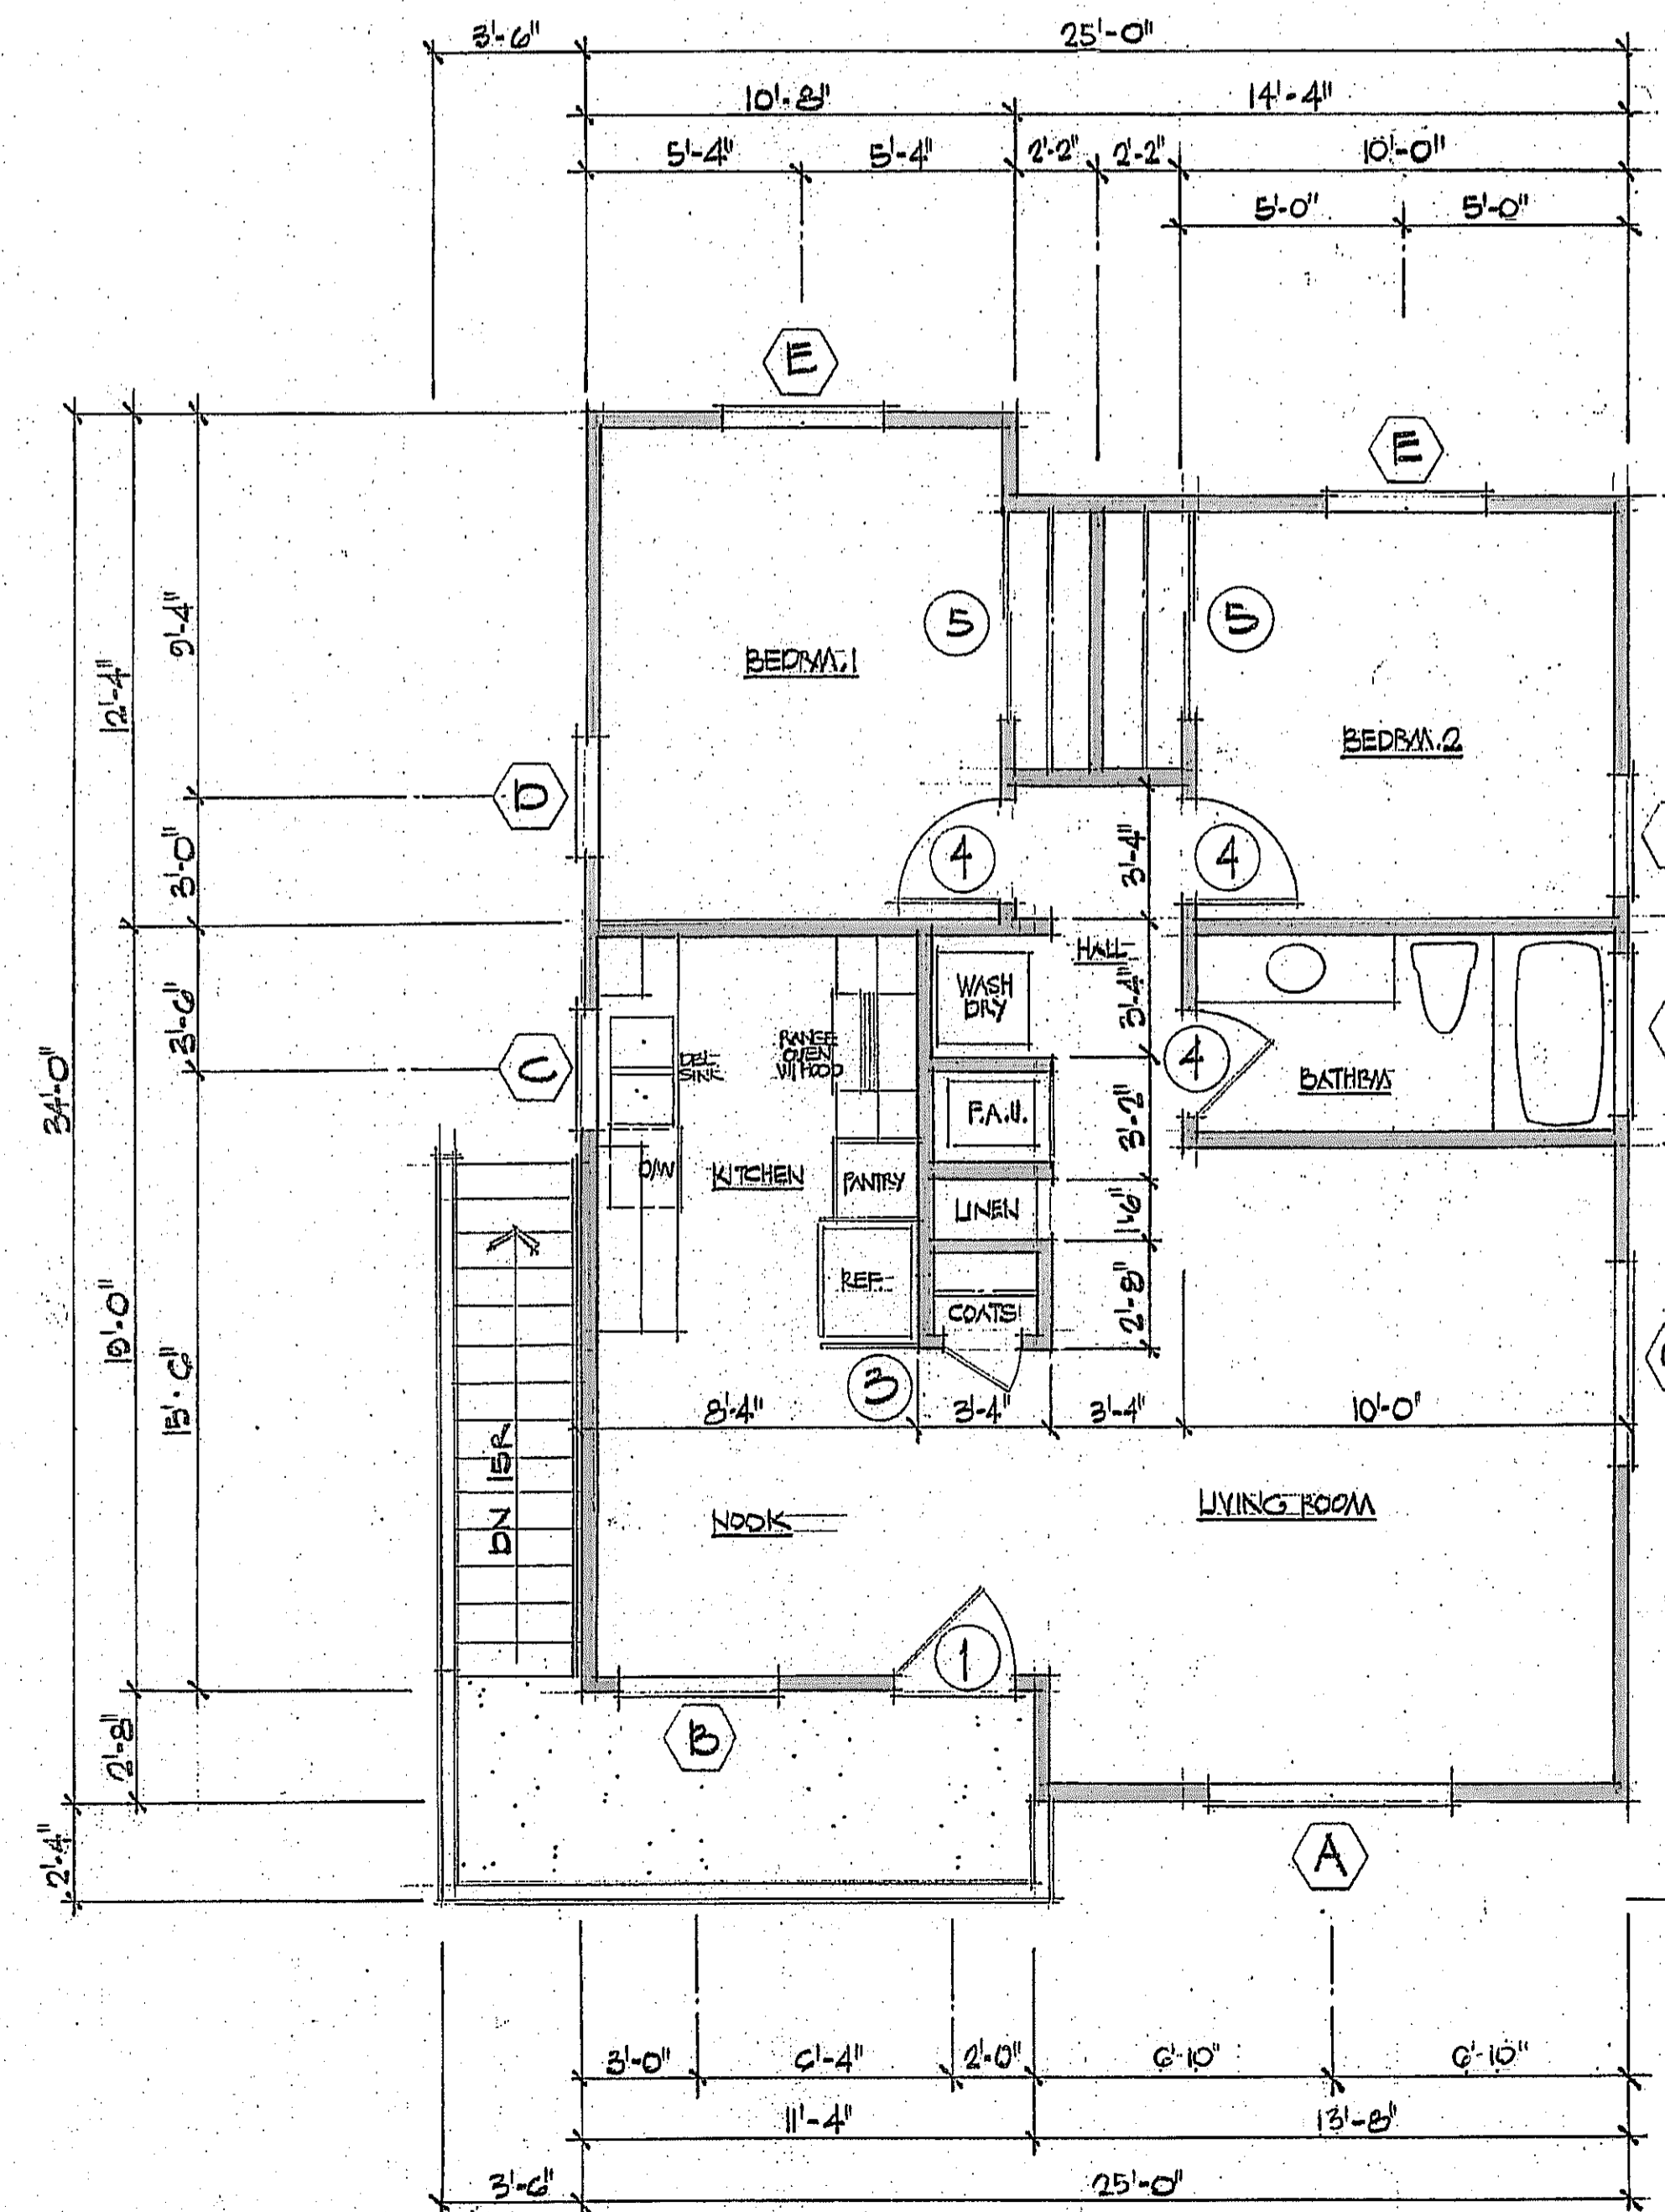 3'-6" 25'-0"
10'-8" 14'-4"
5'-4" 5'-4" 2'-2" 2'-2" 10'-0"
5'-0" 5'-0"
E
E
9'-4"
5 5
BEDRM.1
12'-4"
BEDRM.2
D
3'-0"
4 4
3'-4"
HALL
WASH
DRY
3'-4"
3'-6"
C
DBL
SINK
RANGE
OVEN
W/HOOD
4
BATHRM
34'-0"
F.A.U.
3'-2"
D/W
KITCHEN
PANTRY
LINEN
1'-6"
REF.
COATS
2'-8"
19'-0"
15'-6"
3
8'-4" 3'-4" 3'-4" 10'-0"
DN 15R
NOOK
LIVING ROOM
1
B
2'-8"
2'-4"
A
3'-0" 6'-4" 2'-0" 6'-10" 6'-10"
11'-4" 13'-8"
3'-6" 25'-0"